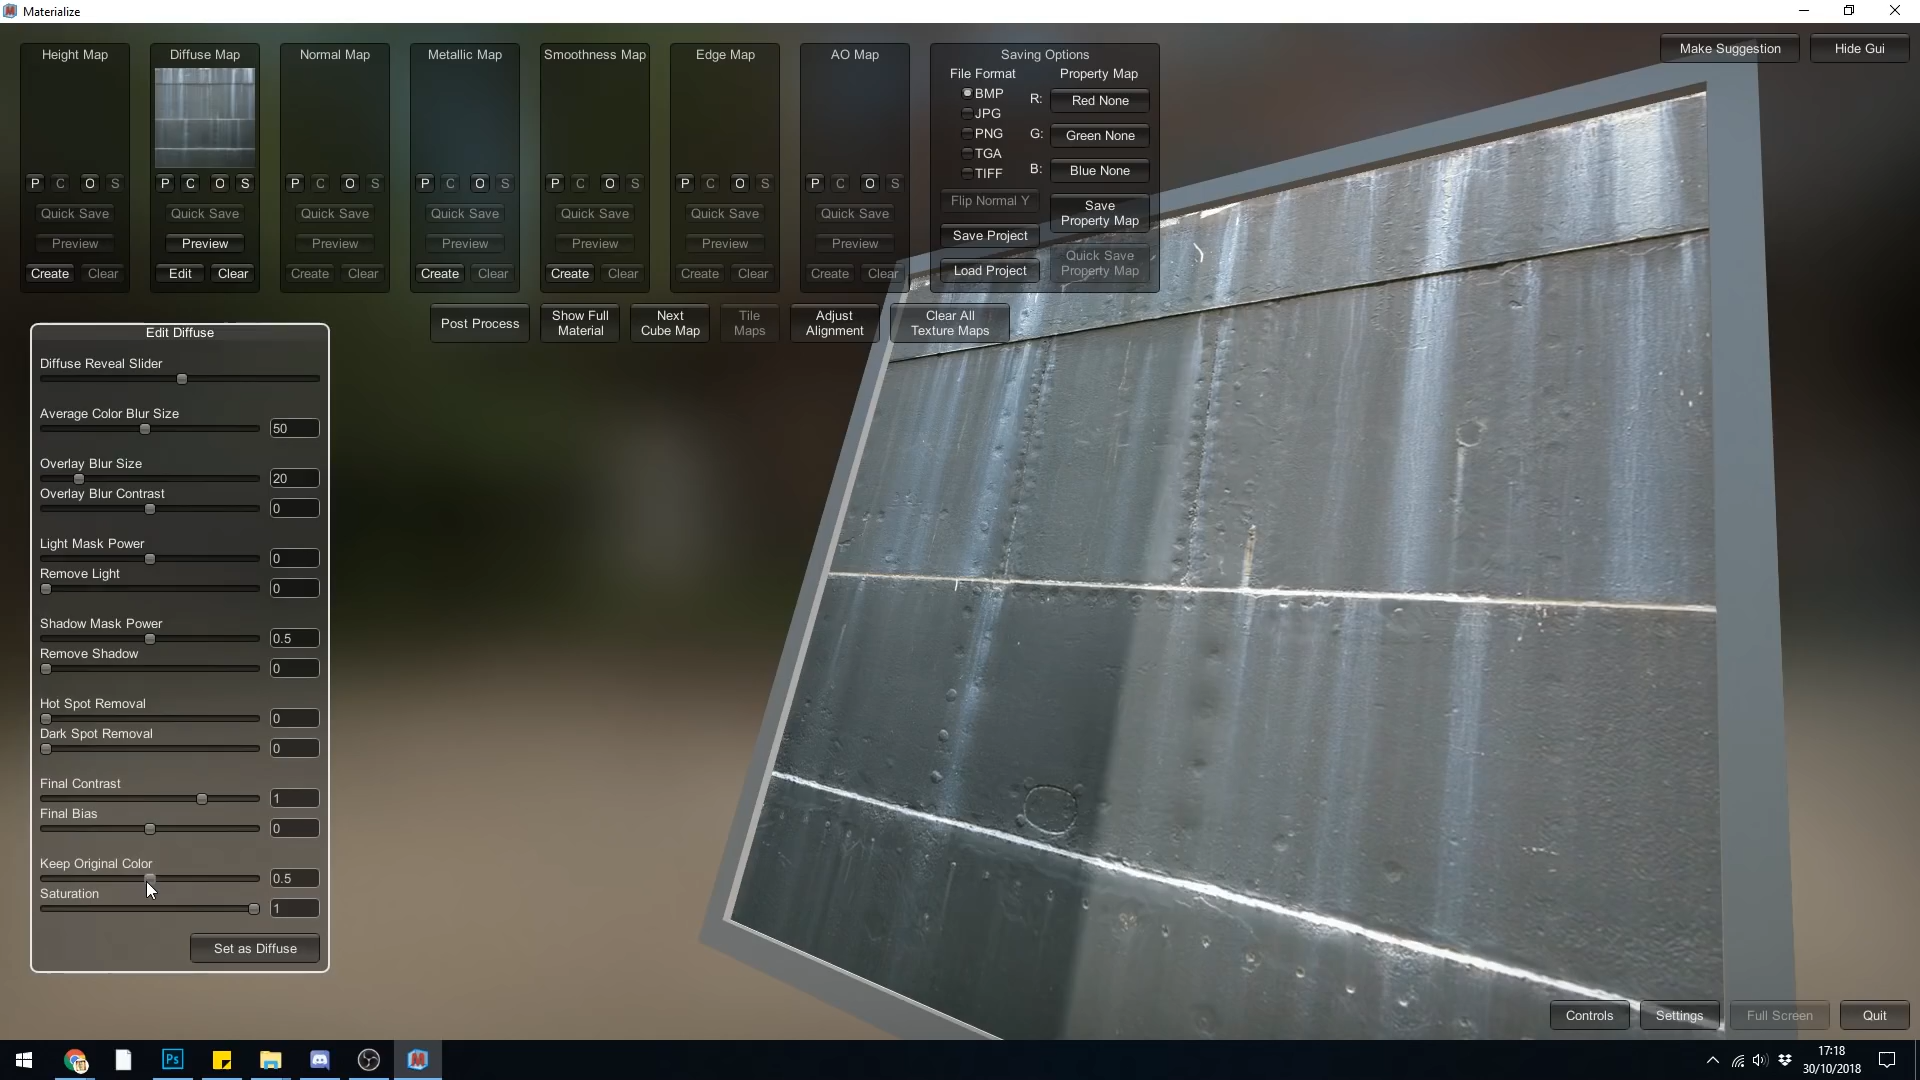 Materialize
Height Map
Diffuse Map
Normal Map
Metallic Map
Smoothness Map
Edge Map
AO Map
Saving Options
Make Suggestion
Hide Gui
File Format
Property Map
BMP
R:
Red None
JPG
PNG
G:
Green None
TGA
TIFF
B:
Blue None
P C O S
P C O S
P C O S
P C O S
P C O S
P C O S
P C O S
Quick Save
Quick Save
Quick Save
Quick Save
Quick Save
Quick Save
Quick Save
Flip Normal Y
Save
Property Map
Preview
Preview
Preview
Preview
Preview
Preview
Preview
Save Project
Create Clear
Edit Clear
Create Clear
Create Clear
Create Clear
Create Clear
Create Clear
Load Project
Quick Save
Property Map
Post Process
Show Full
Material
Next
Cube Map
Tile
Maps
Adjust
Alignment
Clear All
Texture Maps
Edit Diffuse
Diffuse Reveal Slider
Average Color Blur Size
50
Overlay Blur Size
20
Overlay Blur Contrast
0
Light Mask Power
0
Remove Light
0
Shadow Mask Power
0.5
Remove Shadow
0
Hot Spot Removal
0
Dark Spot Removal
0
Final Contrast
1
Final Bias
0
Keep Original Color
0.5
Saturation
1
Set as Diffuse
Controls
Settings
Full Screen
Quit
Ps
17:18
30/10/2018